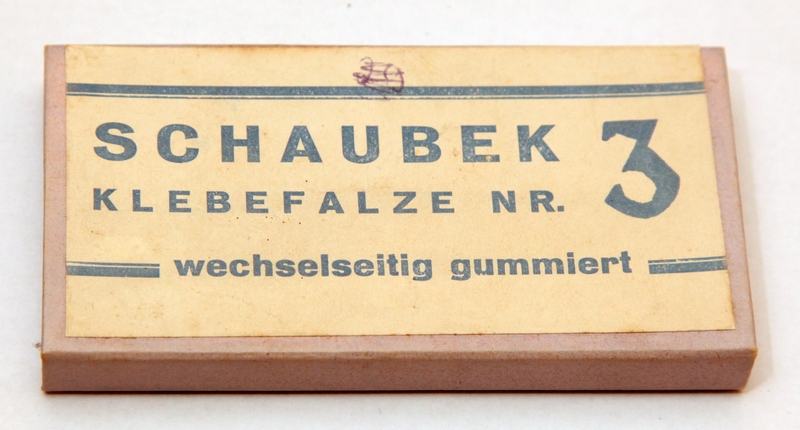 SCHAUBEK
KLEBEFALZE NR. 3
wechselseitig gummiert